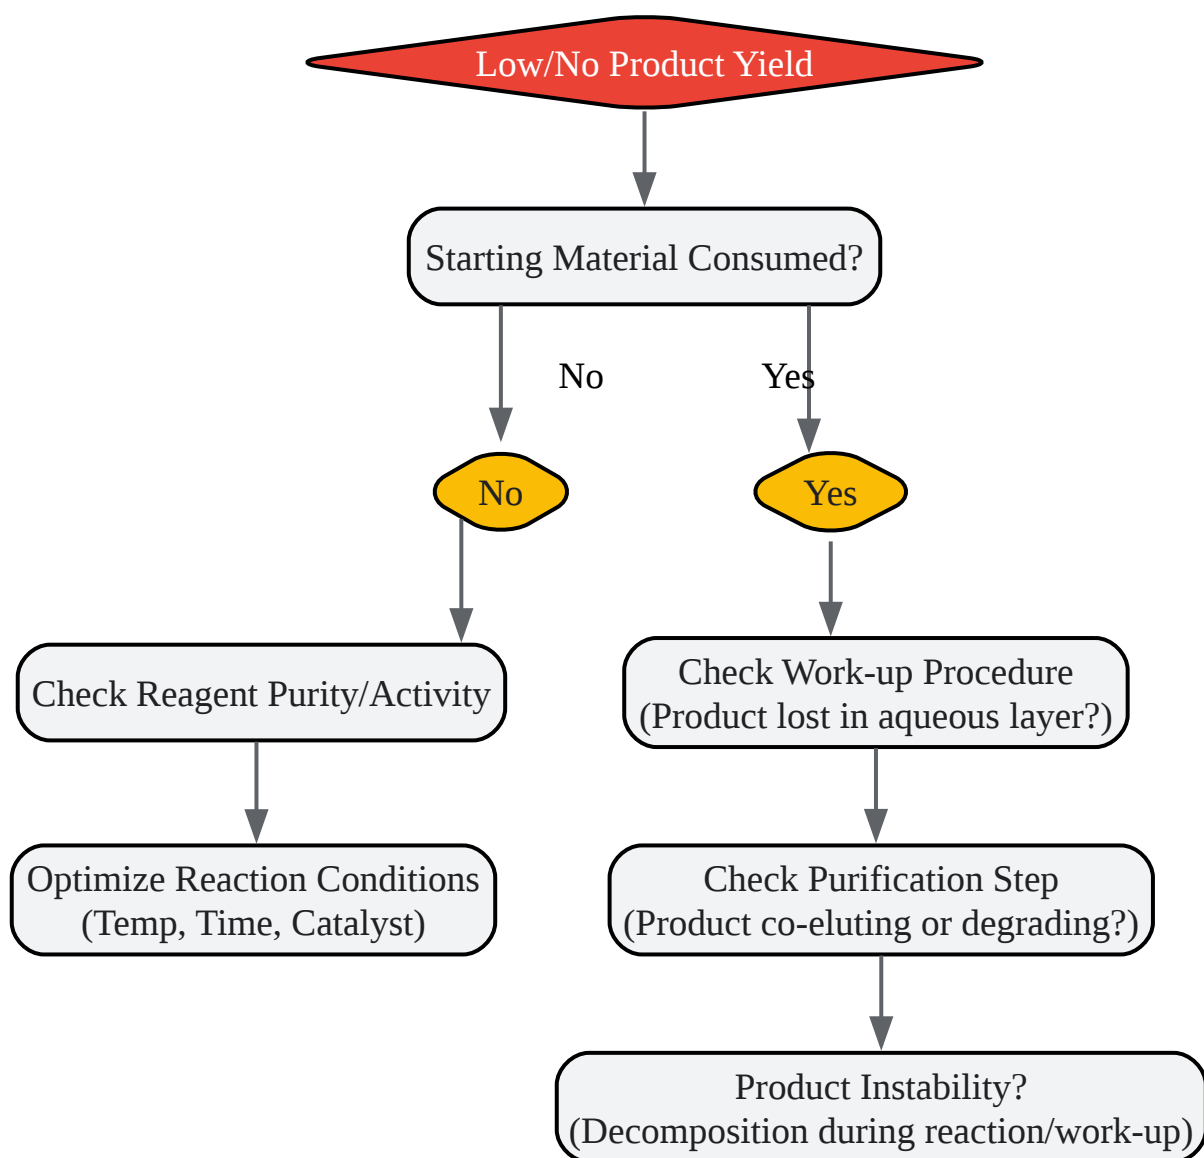 Low/No Product Yield
Starting Material Consumed?
No
Yes
No
Yes
Check Reagent Purity/Activity
Check Work-up Procedure
(Product lost in aqueous layer?)
Optimize Reaction Conditions
(Temp, Time, Catalyst)
Check Purification Step
(Product co-eluting or degrading?)
Product Instability?
(Decomposition during reaction/work-up)